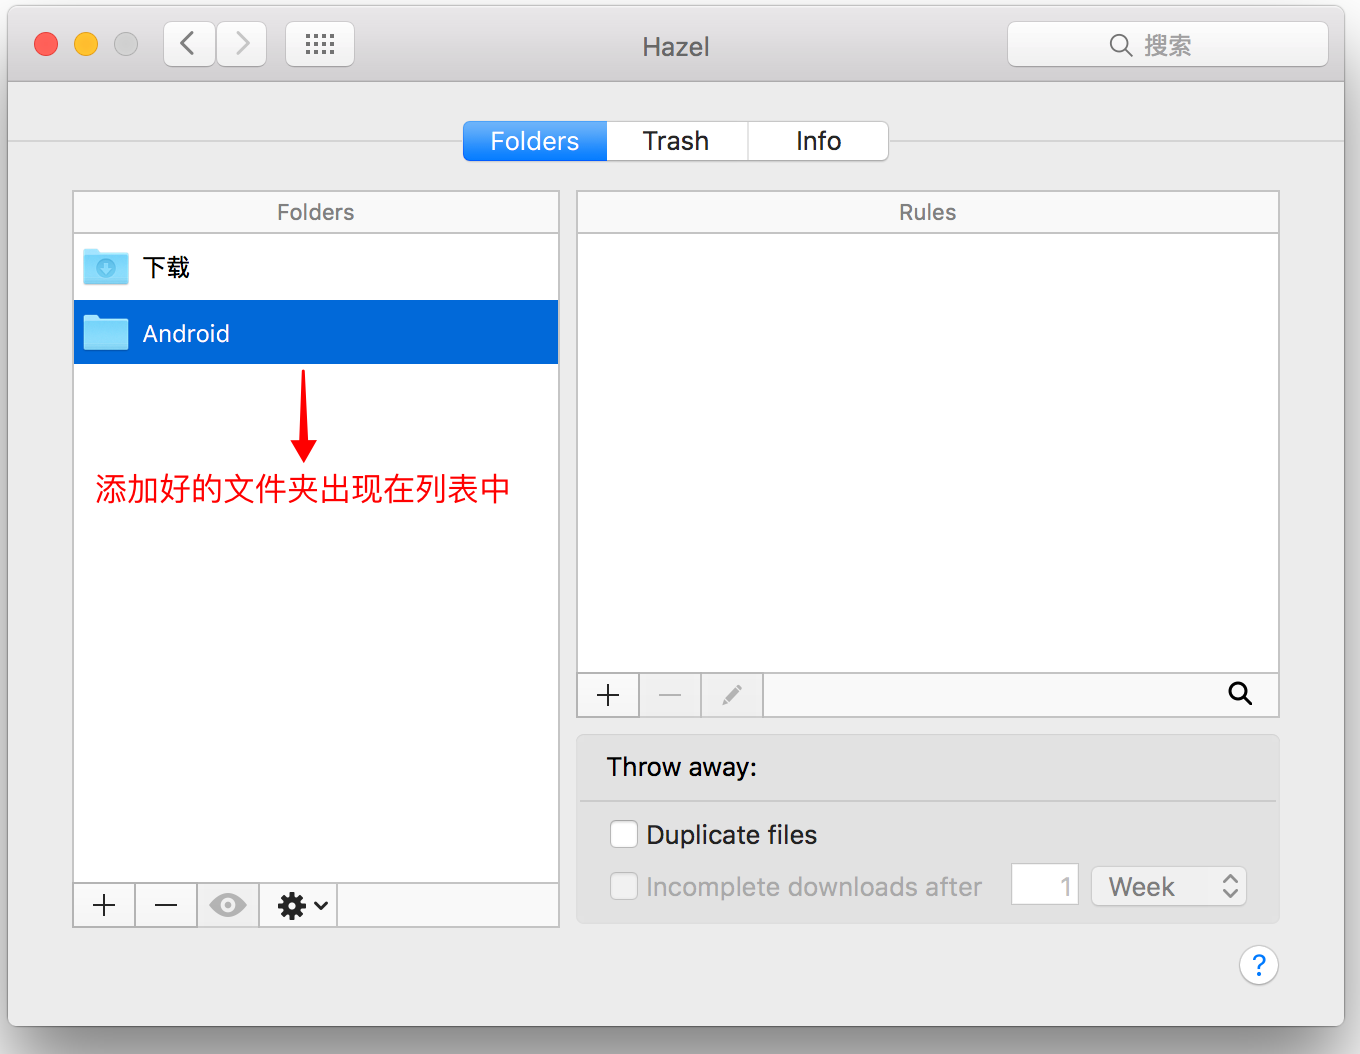 Hazel
搜索
Folders Trash Info
Folders
下载
Android
添加好的文件夹出现在列表中
Rules
Throw away:
Duplicate files
Incomplete downloads after 1 Week
?